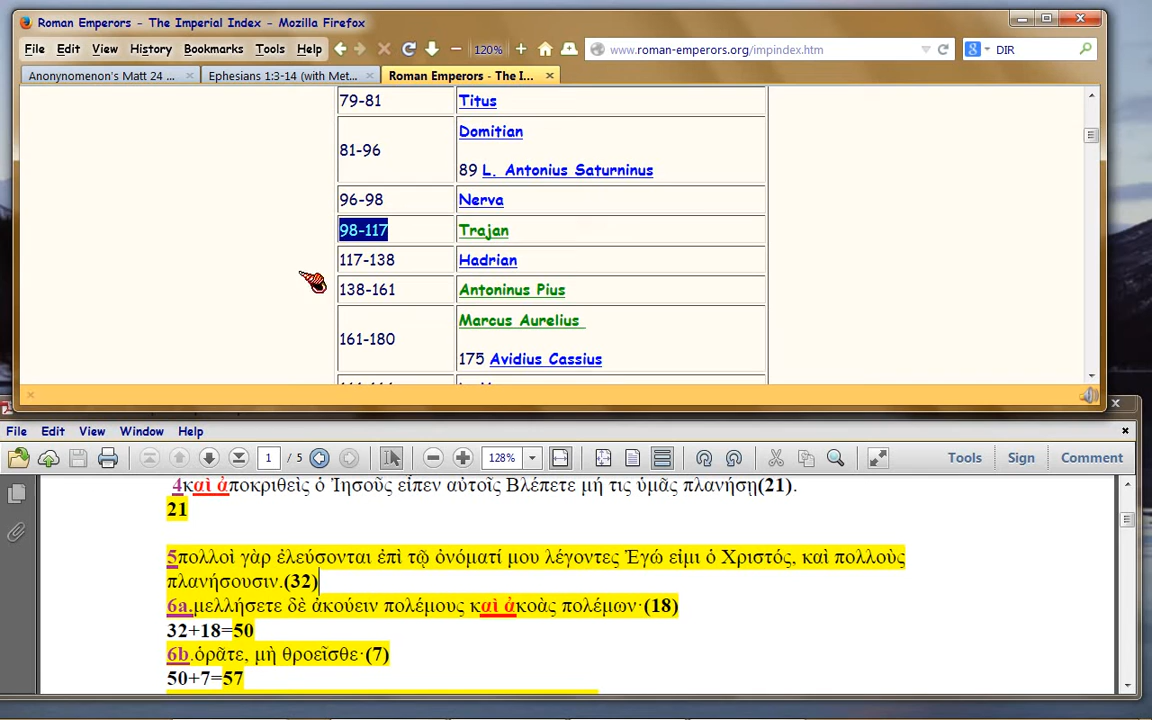 Roman Emperors - The Imperial Index - Mozilla Firefox
File Edit View History Bookmarks Tools Help 120% www.roman-emperors.org/impindex.htm DIR
Anonynomenon's Matt 24 ... Ephesians 1:3-14 (with Met... Roman Emperors - The I...
79-81 Titus
Domitian
81-96
89 L. Antonius Saturninus
96-98 Nerva
98-117 Trajan
117-138 Hadrian
138-161 Antoninus Pius
Marcus Aurelius
161-180
175 Avidius Cassius
File Edit View Window Help
1 / 5 128% Tools Sign Comment
4καὶ ἀποκριθεὶς ὁ Ἰησοῦς εἶπεν αὐτοῖς Βλέπετε μή τις ὑμᾶς πλανήσῃ(21).
21
5πολλοὶ γὰρ ἐλεύσονται ἐπὶ τῷ ὀνόματί μου λέγοντες Ἐγώ εἰμι ὁ Χριστός, καὶ πολλοὺς
πλανήσουσιν.(32)
6a.μελλήσετε δὲ ἀκούειν πολέμους καὶ ἀκοὰς πολέμων·(18)
32+18=50
6b.ὁρᾶτε, μὴ θροεῖσθε·(7)
50+7=57